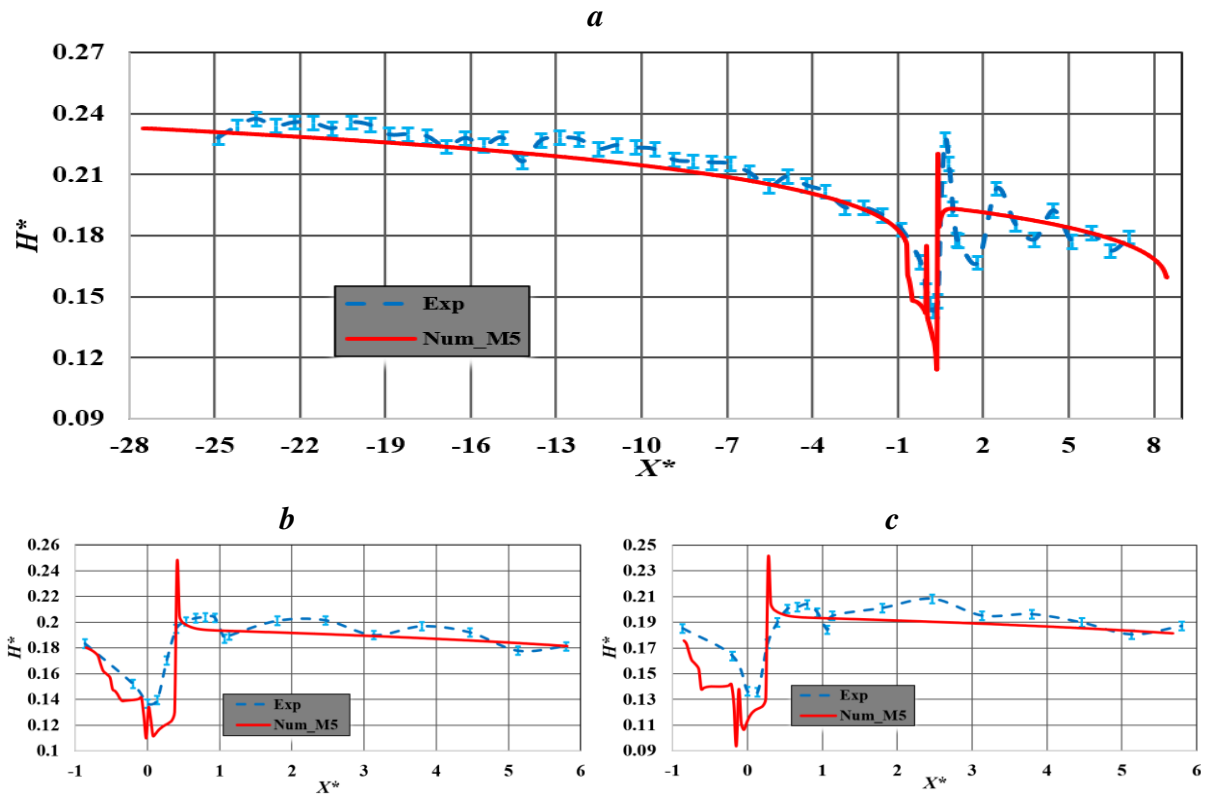 a
0.27
0.24
0.21
0.18
0.15
0.12
0.09
H*
Exp
Num_M5
-28 -25 -22 -19 -16 -13 -10 -7 -4 -1 2 5 8
X*
b
0.26
0.24
0.22
0.2
0.18
0.16
0.14
0.12
0.1
H*
Exp
Num_M5
-1 0 1 2 3 4 5 6
X*
c
0.25
0.23
0.21
0.19
0.17
0.15
0.13
0.11
0.09
H*
Exp
Num_M5
-1 0 1 2 3 4 5 6
X*